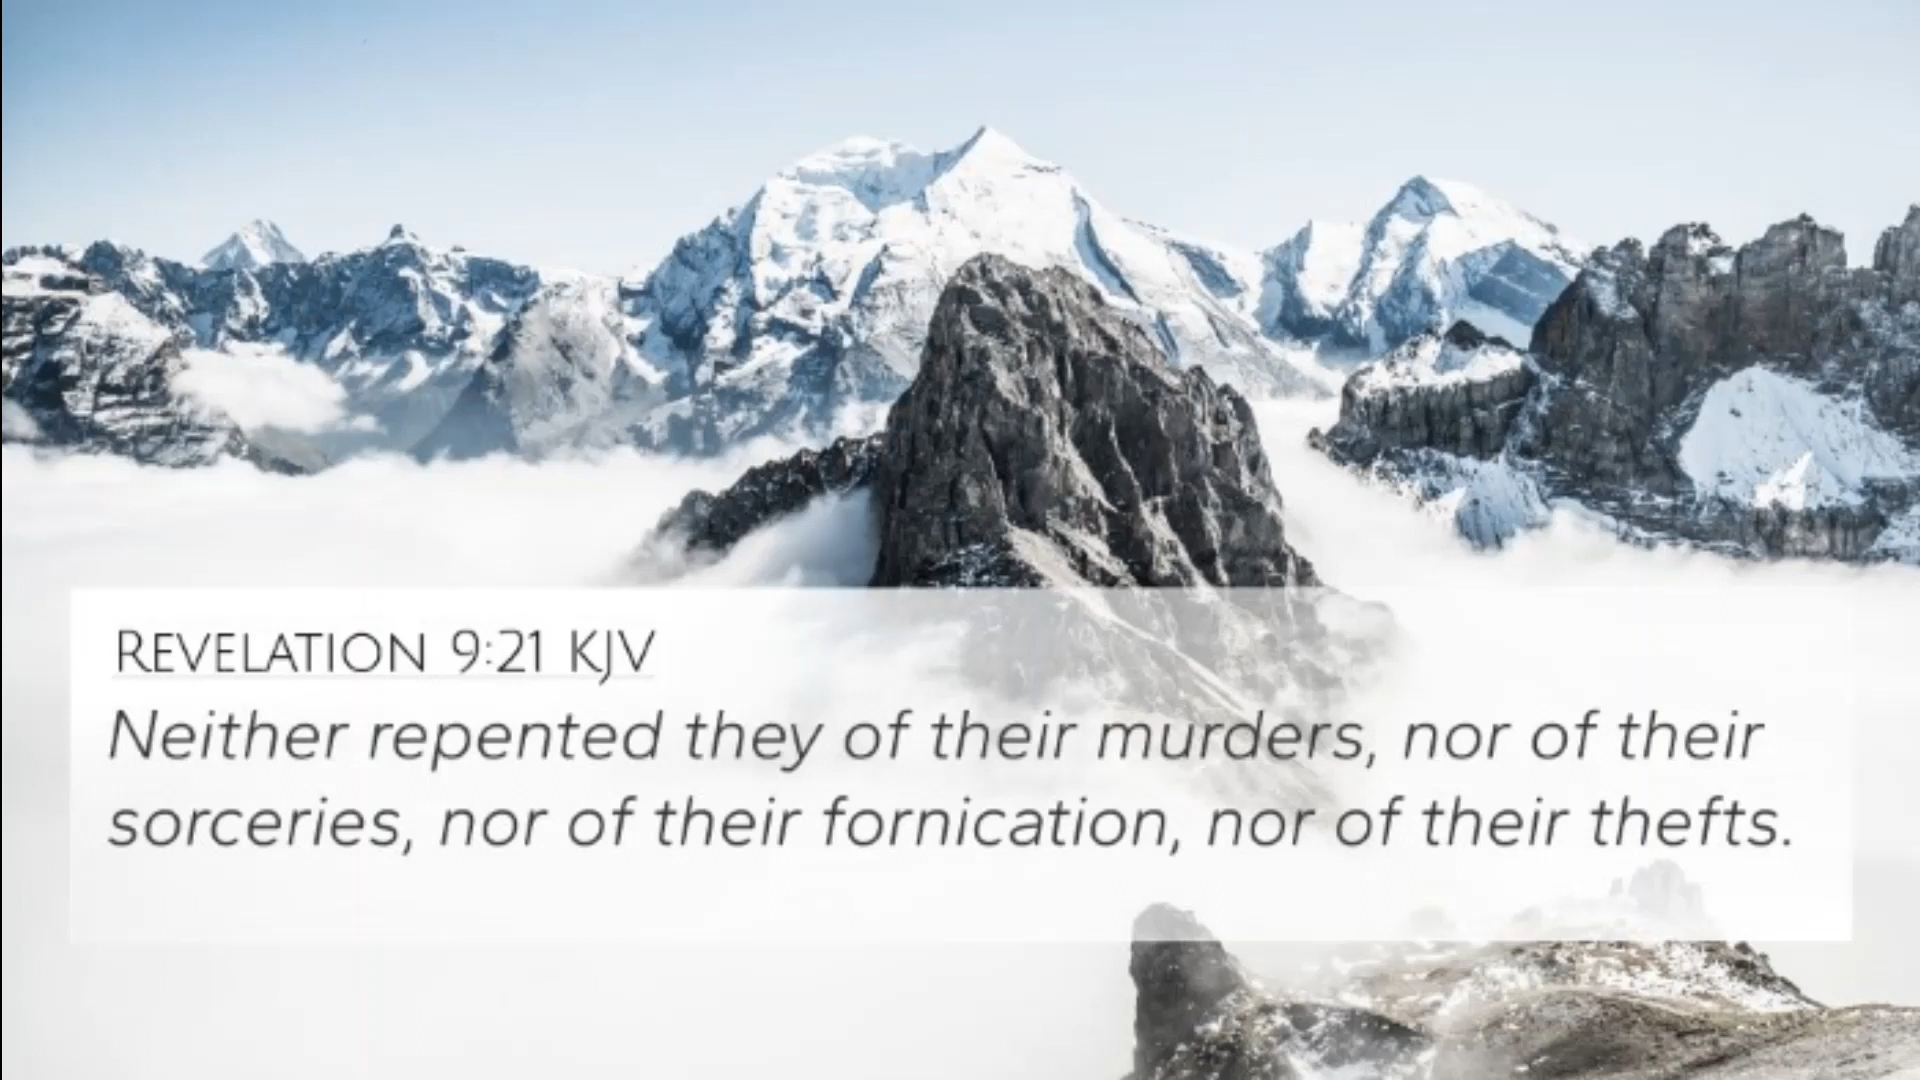 Revelation 9:21 KJV
Neither repented they of their murders, nor of their
sorceries, nor of their fornication, nor of their thefts.